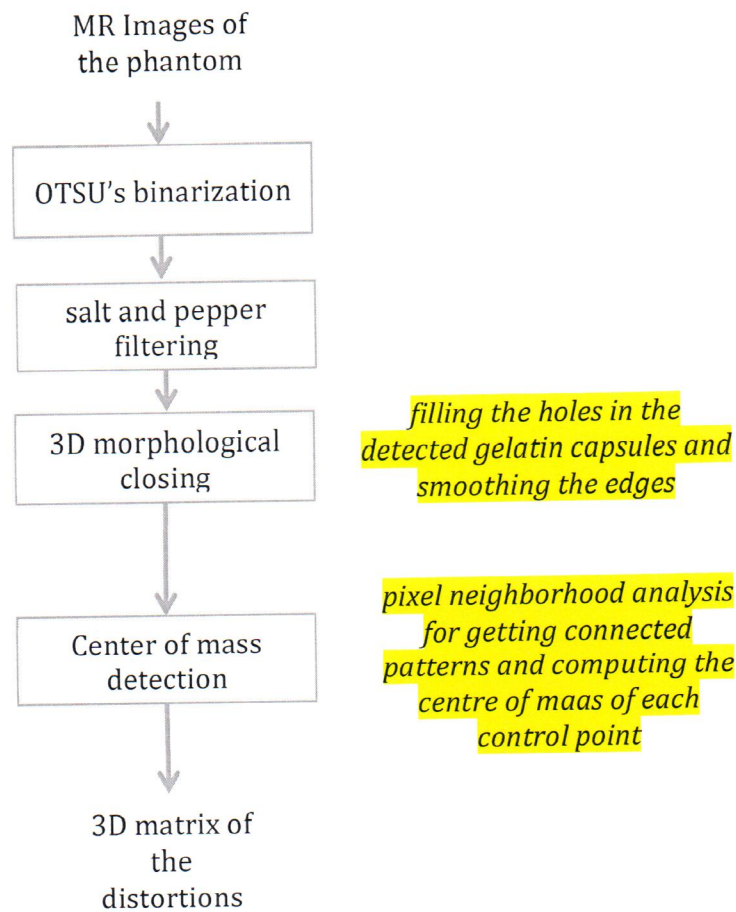 MR Images of
the phantom
OTSU's binarization
salt and pepper
filtering
3D morphological
closing
filling the holes in the
detected gelatin capsules and
smoothing the edges
Center of mass
detection
pixel neighborhood analysis
for getting connected
patterns and computing the
centre of maas of each
control point
3D matrix of
the
distortions